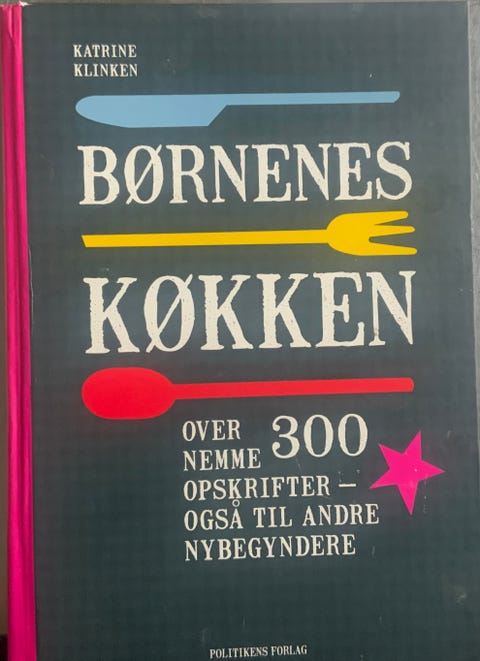 KATRINE
KLINKEN
BØRNENES
KØKKEN
OVER 300
NEMME
OPSKRIFTER –
OGSÅ TIL ANDRE
NYBEGYNDERE
POLITIKENS FORLAG